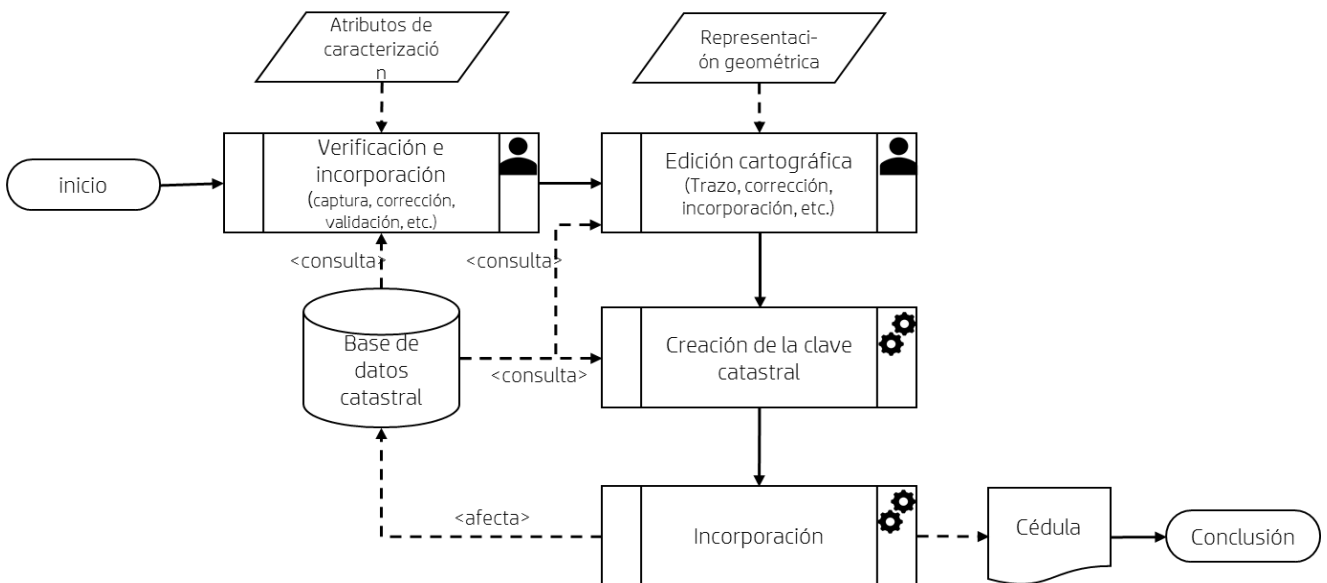 Atributos de
caracterizació
n
Representaci-
ón geométrica
inicio
Verificación e
incorporación
(captura, corrección,
validación, etc.)
Edición cartográfica
(Trazo, corrección,
incorporación, etc.)
<consulta>
<consulta>
Base de
datos
catastral
<consulta>
Creación de la clave
catastral
<afecta>
Incorporación
Cédula
Conclusión